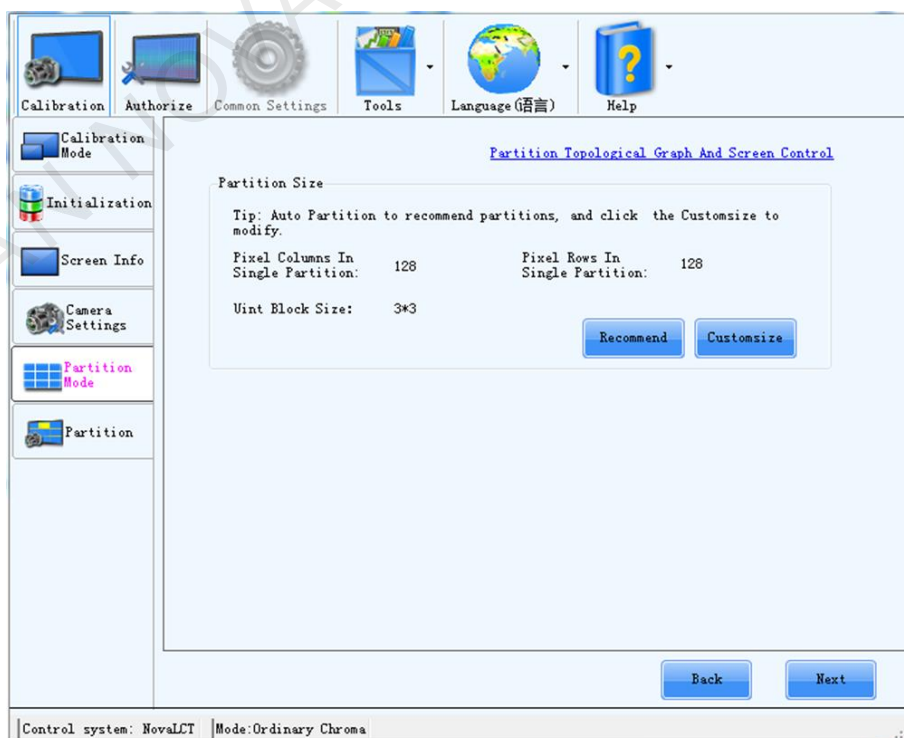 AN NOVA
Calibration
Authorize
Common Settings
Tools
Language(语言)
Help
Calibration
Mode
Initialization
Screen Info
Camera
Settings
Partition
Mode
Partition
Partition Topological Graph And Screen Control
Partition Size
Tip: Auto Partition to recommend partitions, and click the Customsize to
modify.
Pixel Columns In
Single Partition:
128
Pixel Rows In
Single Partition:
128
Uint Block Size:
3*3
Recommend
Customsize
Back
Next
Control system: NovaLCT
Mode:Ordinary Chroma